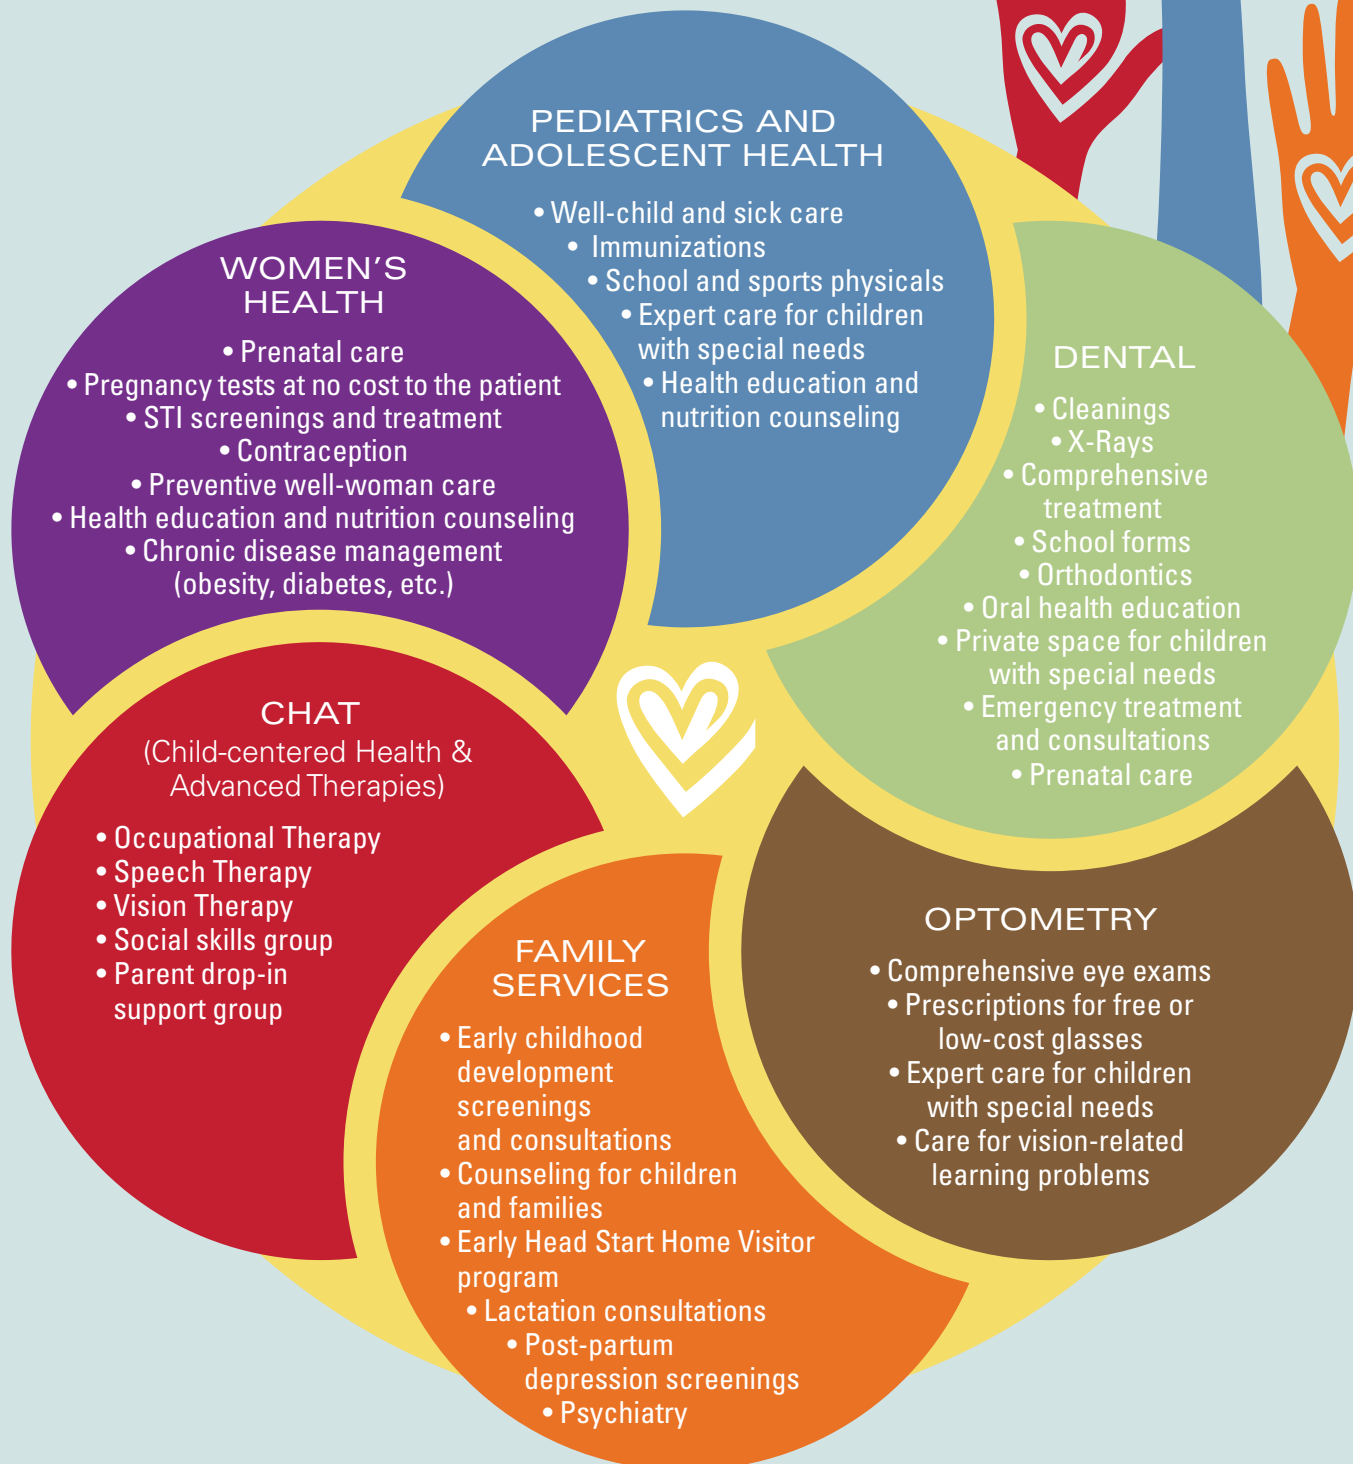 PEDIATRICS AND
ADOLESCENT HEALTH
• Well-child and sick care
• Immunizations
• School and sports physicals
• Expert care for children
with special needs
• Health education and
nutrition counseling
WOMEN'S
HEALTH
• Prenatal care
• Pregnancy tests at no cost to the patient
• STI screenings and treatment
• Contraception
• Preventive well-woman care
• Health education and nutrition counseling
• Chronic disease management
(obesity, diabetes, etc.)
DENTAL
• Cleanings
• X-Rays
• Comprehensive
treatment
• School forms
• Orthodontics
• Oral health education
• Private space for children
with special needs
• Emergency treatment
and consultations
• Prenatal care
CHAT
(Child-centered Health &
Advanced Therapies)
• Occupational Therapy
• Speech Therapy
• Vision Therapy
• Social skills group
• Parent drop-in
support group
FAMILY
SERVICES
• Early childhood
development
screenings
and consultations
• Counseling for children
and families
• Early Head Start Home Visitor
program
• Lactation consultations
• Post-partum
depression screenings
• Psychiatry
OPTOMETRY
• Comprehensive eye exams
• Prescriptions for free or
low-cost glasses
• Expert care for children
with special needs
• Care for vision-related
learning problems